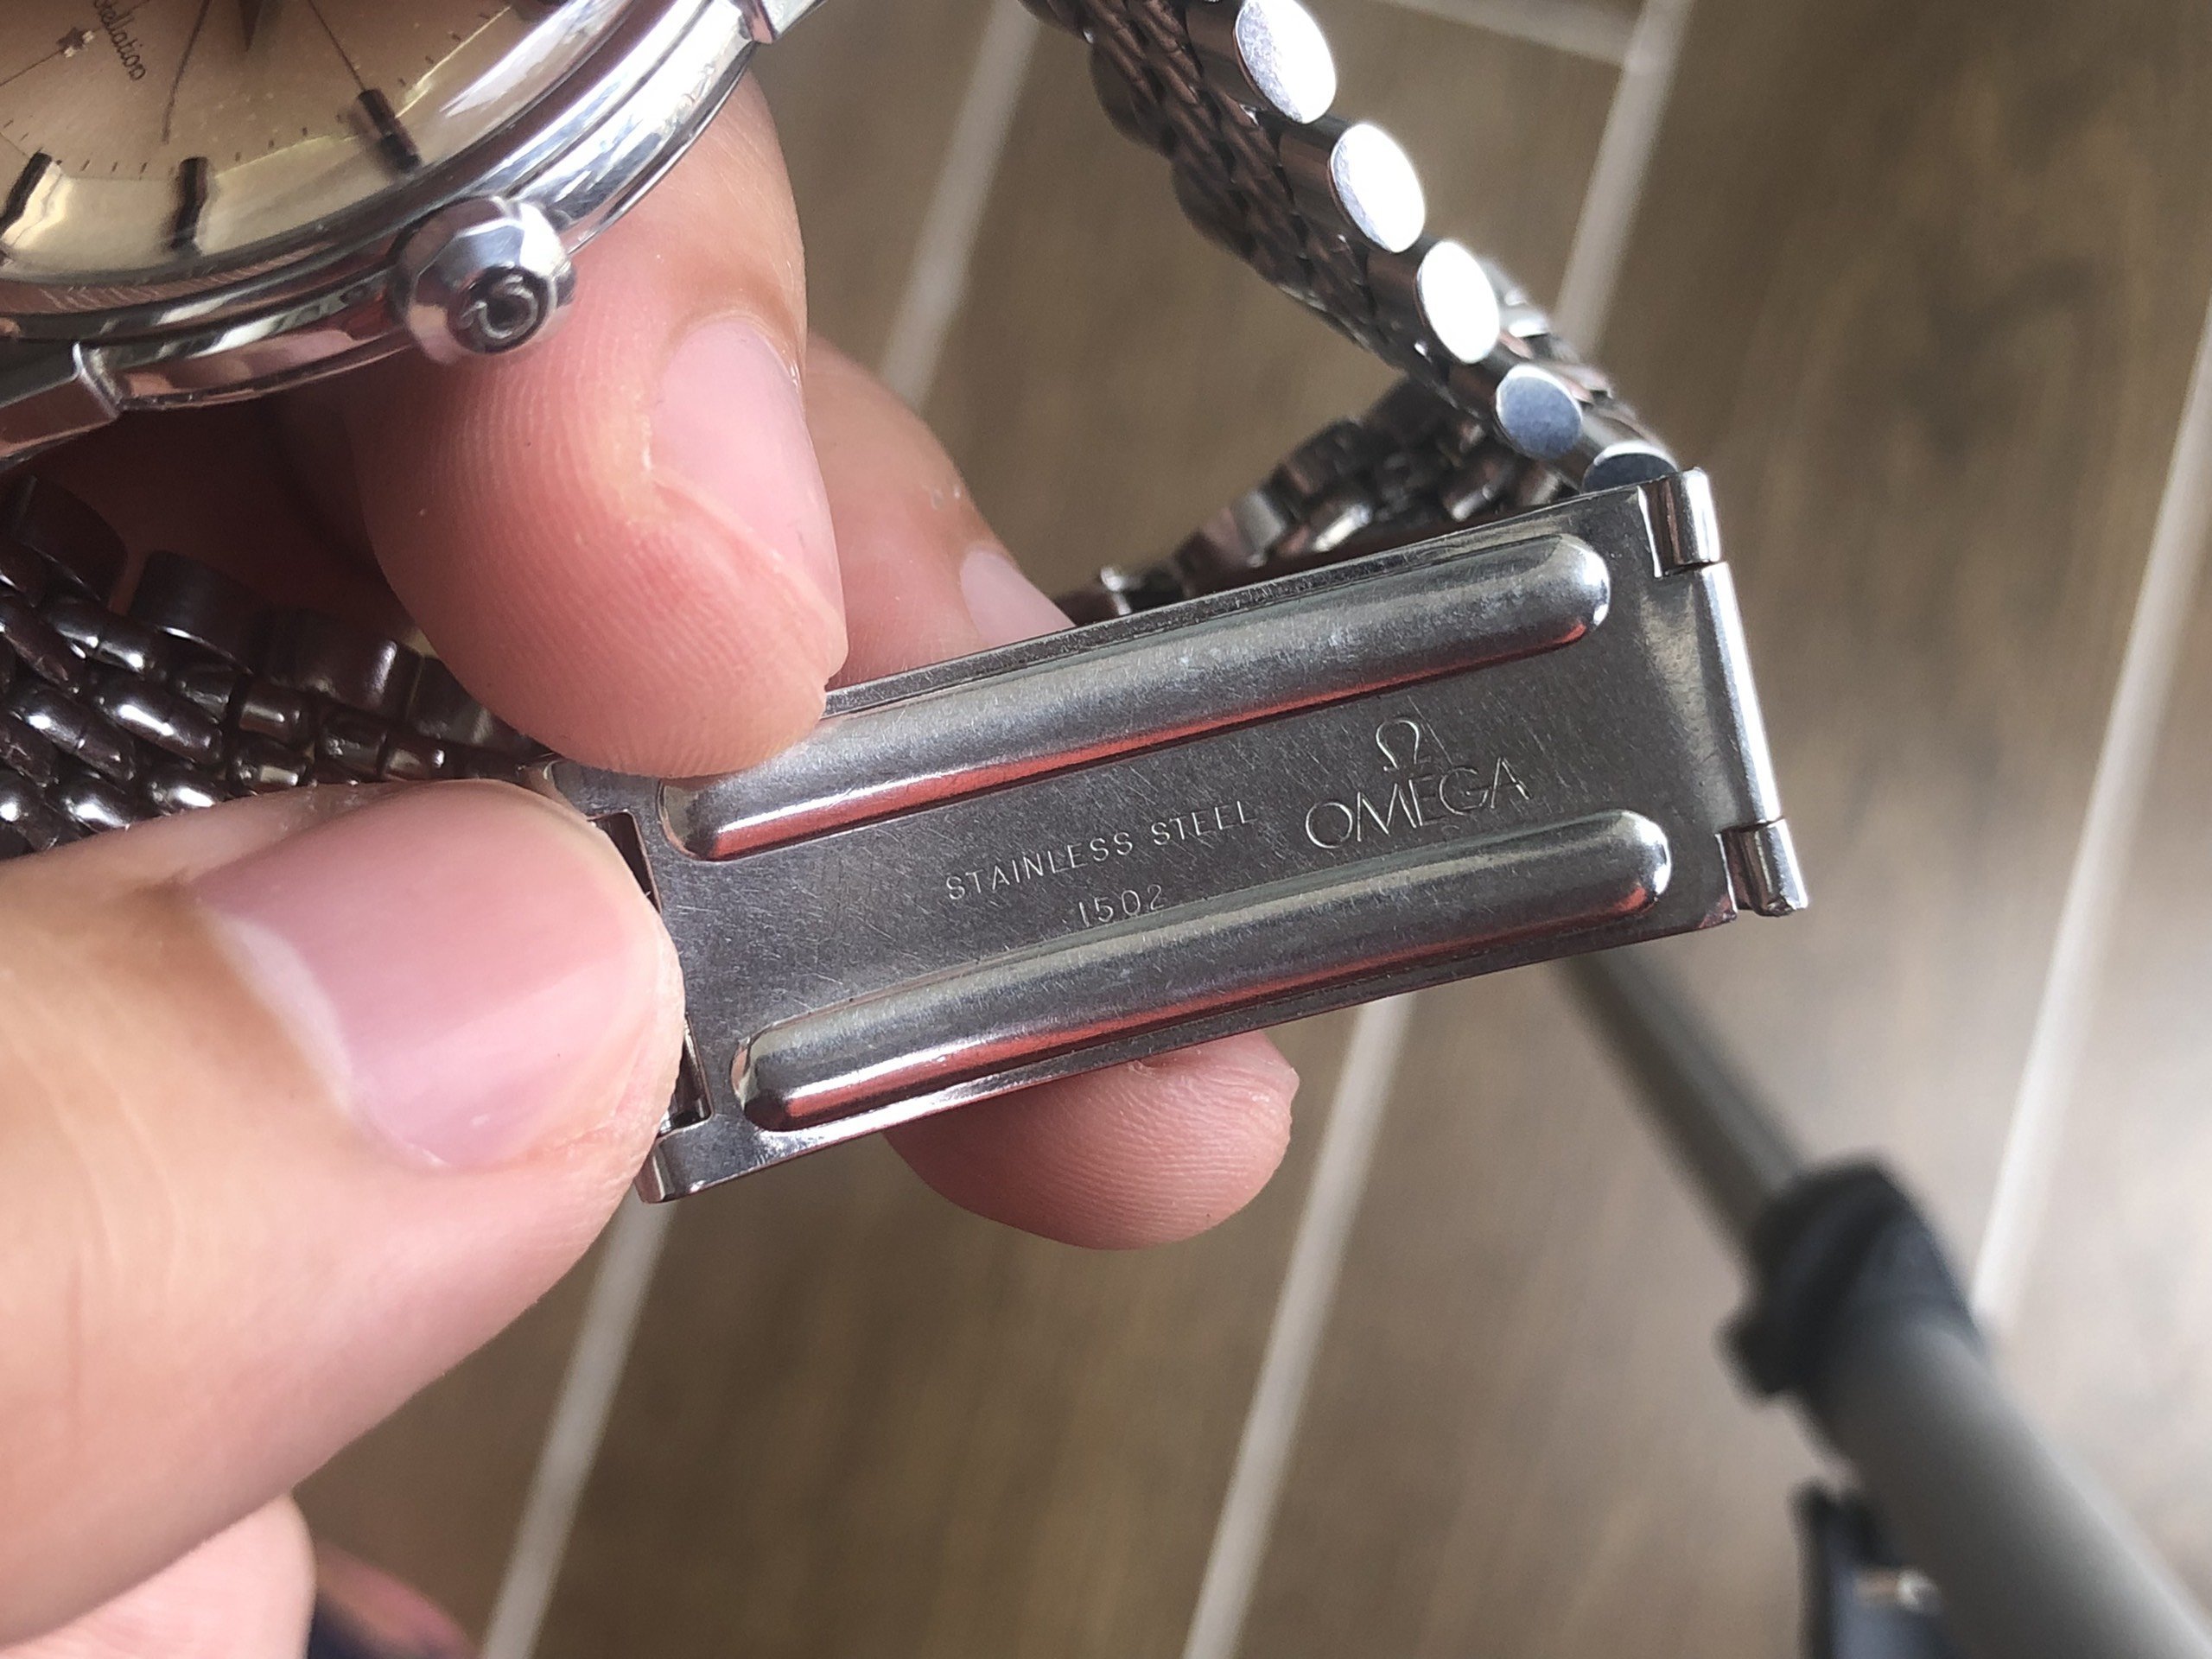 Ω
OMEGA
STAINLESS STEEL
1502